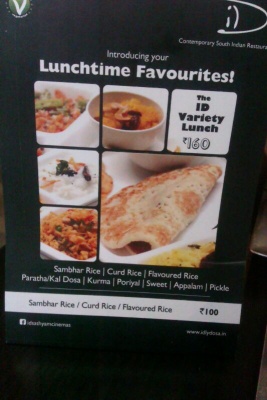 V
iD
Contemporary South Indian Restaurant
Introducing your
Lunchtime Favourites!
The
ID
Variety
Lunch
₹160
Sambhar Rice | Curd Rice | Flavoured Rice
Paratha/Kal Dosa | Kurma | Poriyal | Sweet | Appalam | Pickle
Sambhar Rice / Curd Rice / Flavoured Rice ₹100
idsathyamcinemas
www.idlydosa.in